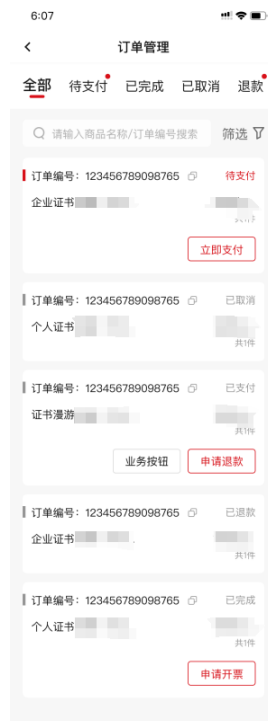 6:07
订单管理
全部 待支付 已完成 已取消 退款
请输入商品名称/订单编号搜索 筛选
订单编号：123456789098765 待支付
企业证书
共1件
立即支付
订单编号：123456789098765 已取消
个人证书
共1件
订单编号：123456789098765 已支付
证书漫游
共1件
业务按钮 申请退款
订单编号：123456789098765 已退款
企业证书
共1件
订单编号：123456789098765 已完成
个人证书
共1件
申请开票